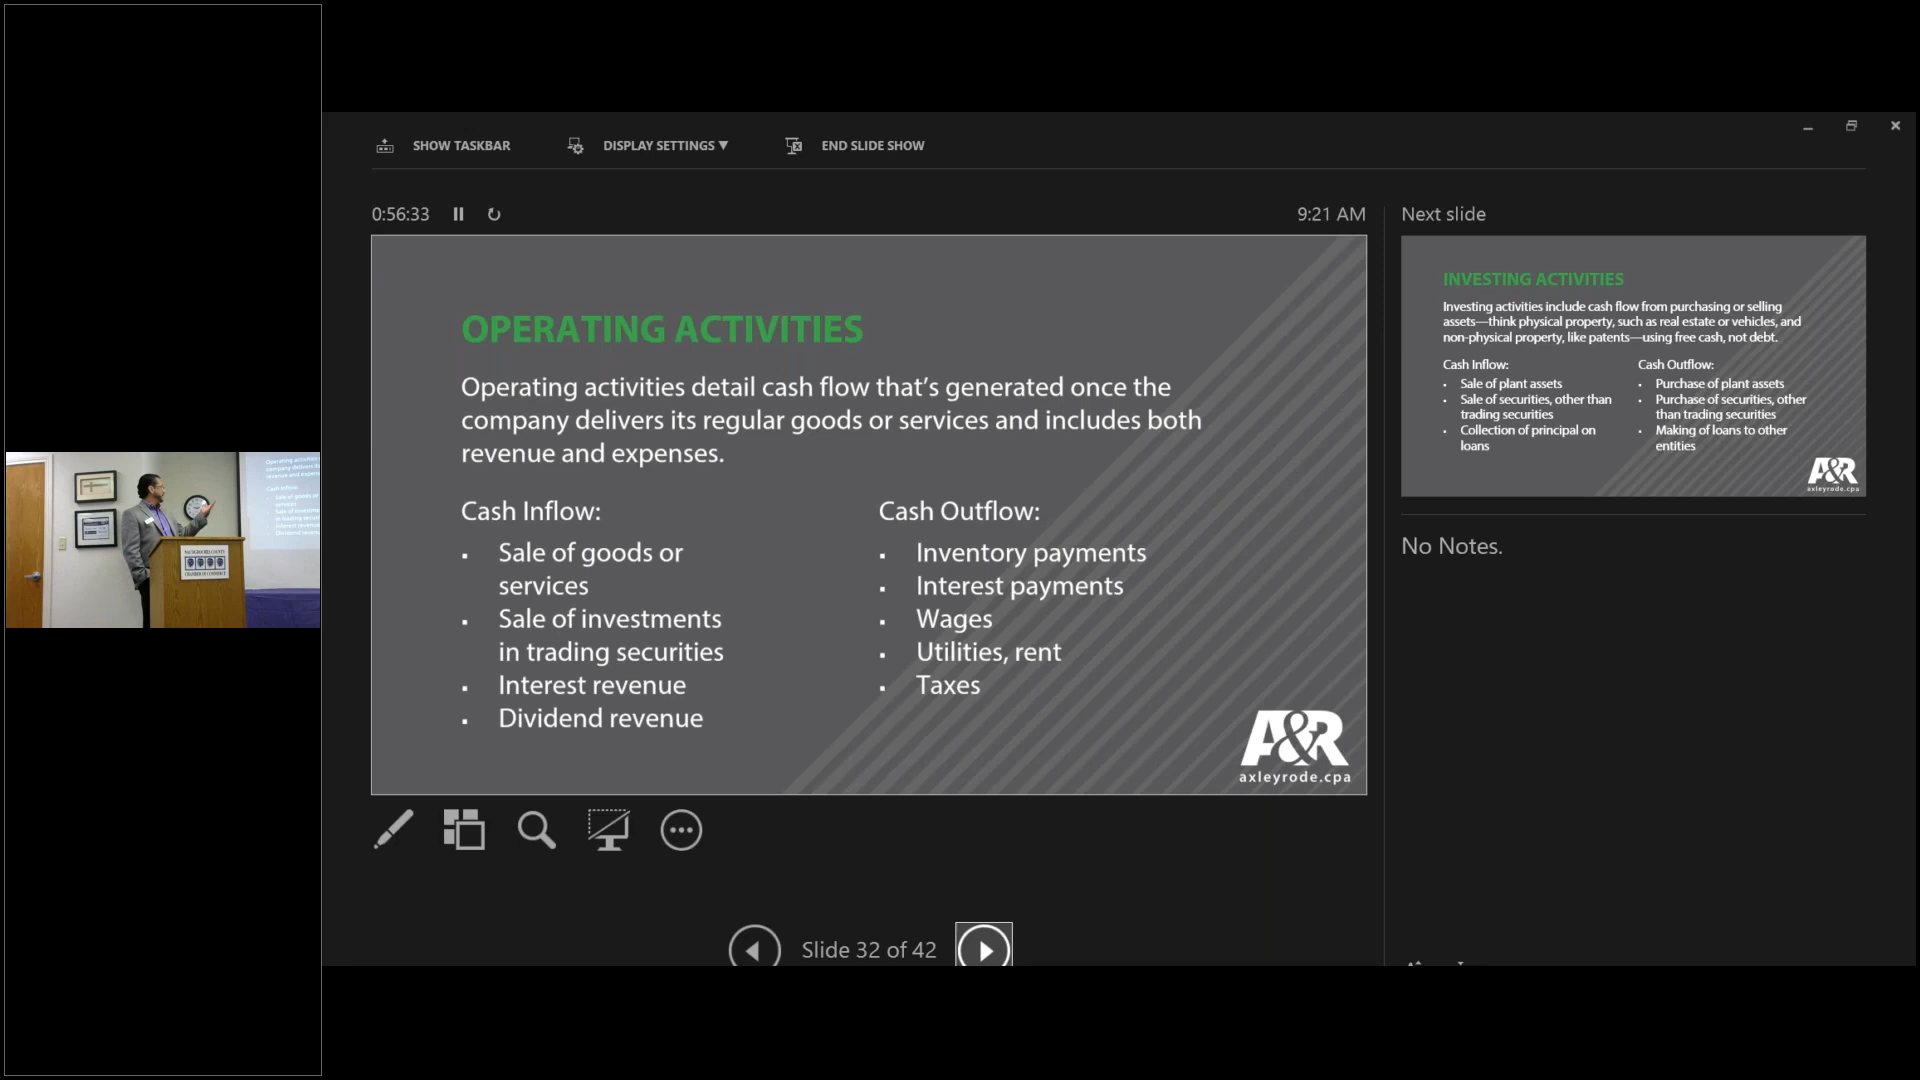 SHOW TASKBAR
DISPLAY SETTINGS ▼
END SLIDE SHOW
0:56:33
9:21 AM
OPERATING ACTIVITIES
Operating activities detail cash flow that’s generated once the
company delivers its regular goods or services and includes both
revenue and expenses.
Cash Inflow:
▪ Sale of goods or
services
▪ Sale of investments
in trading securities
▪ Interest revenue
▪ Dividend revenue
Cash Outflow:
▪ Inventory payments
▪ Interest payments
▪ Wages
▪ Utilities, rent
▪ Taxes
A&R
axleyrode.cpa
Slide 32 of 42
Next slide
INVESTING ACTIVITIES
Investing activities include cash flow from purchasing or selling
assets—think physical property, such as real estate or vehicles, and
non-physical property, like patents—using free cash, not debt.
Cash Inflow:
▪ Sale of plant assets
▪ Sale of securities, other than
trading securities
▪ Collection of principal on
loans
Cash Outflow:
▪ Purchase of plant assets
▪ Purchase of securities, other
than trading securities
▪ Making of loans to other
entities
A&R
axleyrode.cpa
No Notes.
NACOGDOCHES COUNTY
CHAMBER OF COMMERCE